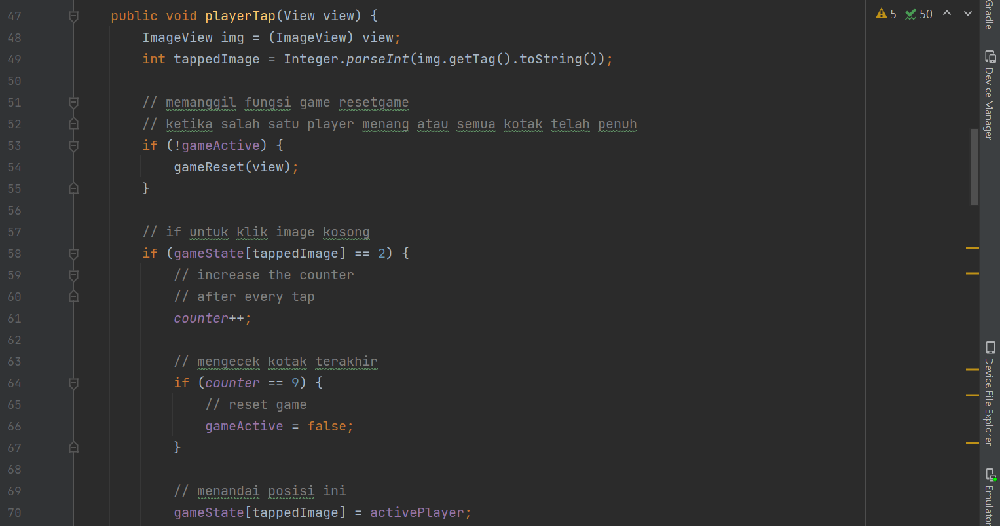 47 public void playerTap(View view) {
48 ImageView img = (ImageView) view;
49 int tappedImage = Integer.parseInt(img.getTag().toString());
50
51 // memanggil fungsi game resetgame
52 // ketika salah satu player menang atau semua kotak telah penuh
53 if (!gameActive) {
54 gameReset(view);
55 }
56
57 // if untuk klik image kosong
58 if (gameState[tappedImage] == 2) {
59 // increase the counter
60 // after every tap
61 counter++;
62
63 // mengecek kotak terakhir
64 if (counter == 9) {
65 // reset game
66 gameActive = false;
67 }
68
69 // menandai posisi ini
70 gameState[tappedImage] = activePlayer;
5 50
Gradle
Device Manager
Device File Explorer
Emulator